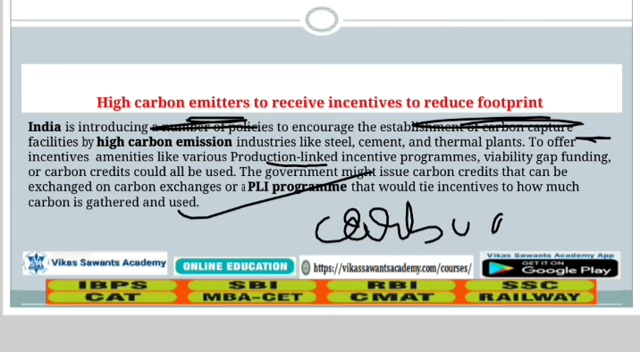 High carbon emitters to receive incentives to reduce footprint
India is introducing a number of policies to encourage the establishment of carbon capture
facilities by high carbon emission industries like steel, cement, and thermal plants. To offer
incentives amenities like various Production-linked incentive programmes, viability gap funding,
or carbon credits could all be used. The government might issue carbon credits that can be
exchanged on carbon exchanges or a PLI programme that would tie incentives to how much
carbon is gathered and used.
Vikas Sawants Academy ONLINE EDUCATION https://vikassawantsacademy.com/courses/ Vikas Sawants Academy App
GET IT ON
Google Play
IBPS SBI RBI SSC
CAT MBA-CET CMAT RAILWAY